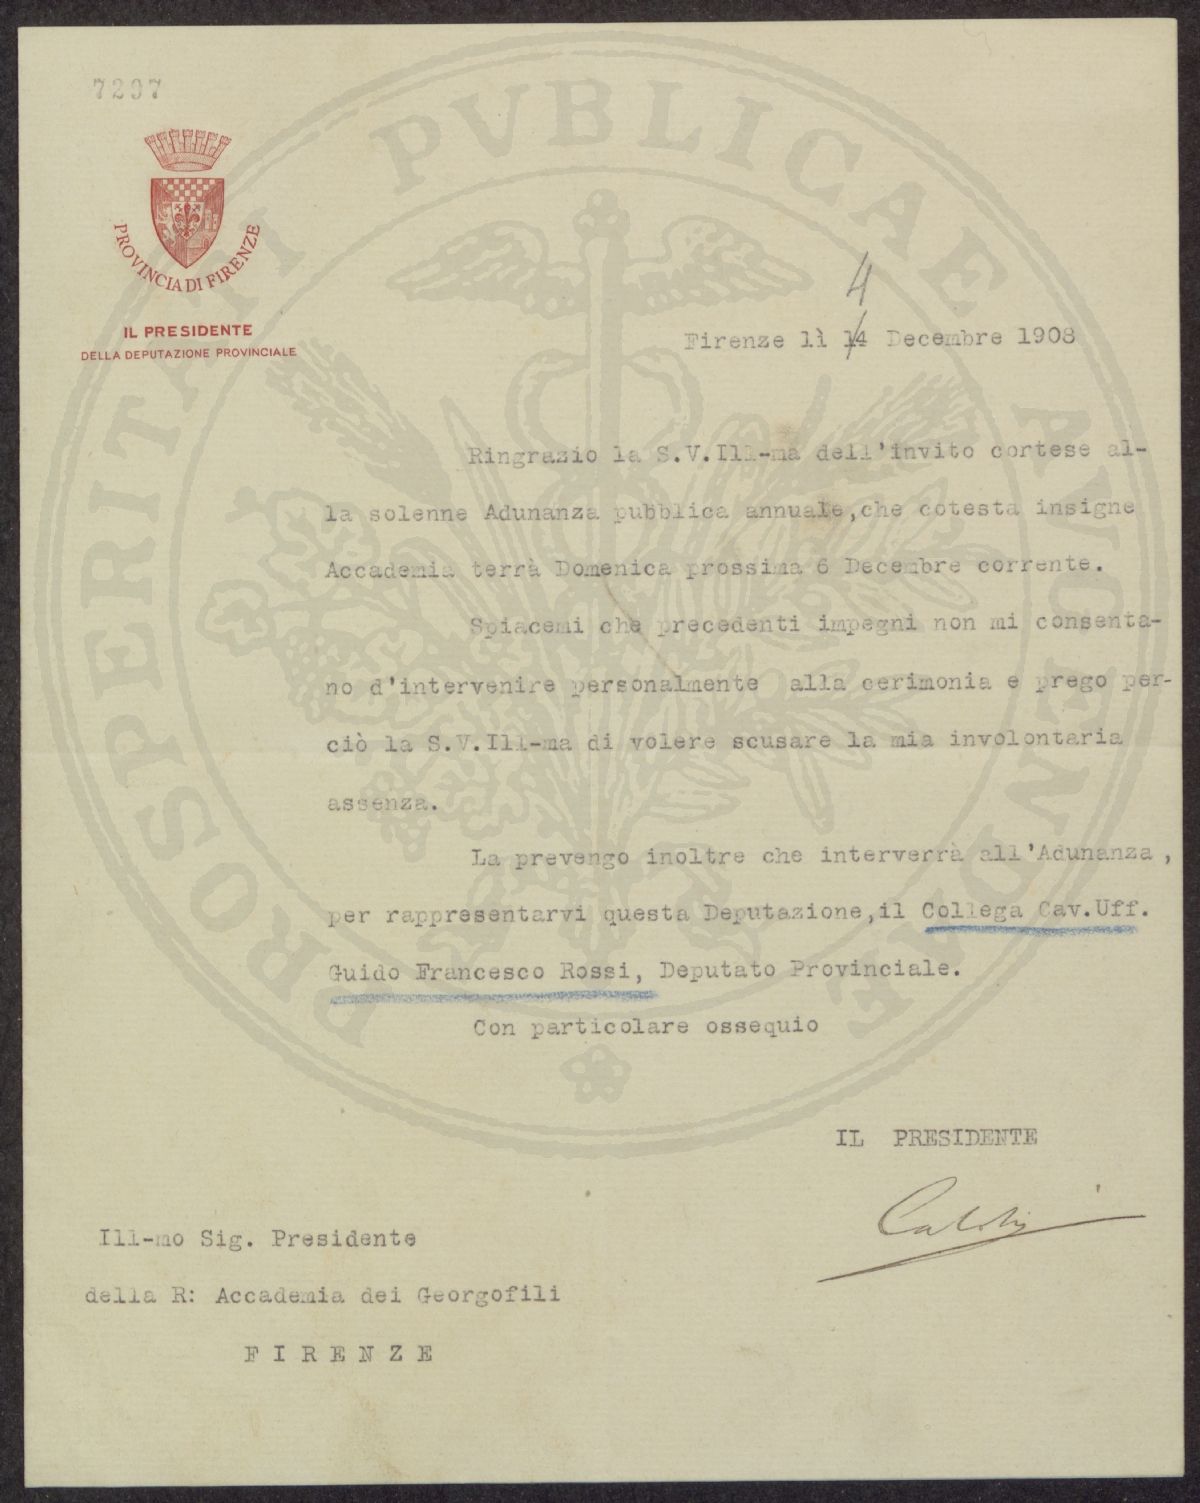 7297
PROVINCIA DI FIRENZE
IL PRESIDENTE
DELLA DEPUTAZIONE PROVINCIALE
4
Firenze lì 14 Decembre 1908
Ringrazio la S.V.Ill-ma dell'invito cortese al-
la solenne Adunanza pubblica annuale,che cotesta insigne
Accademia terrà Domenica prossima 6 Decembre corrente.
Spiacemi che precedenti impegni non mi consenta-
no d'intervenire personalmente alla cerimonia e prego per-
ciò la S.V.Ill-ma di volere scusare la mia involontaria
assenza.
La prevengo inoltre che interverrà all'Adunanza,
per rappresentarvi questa Deputazione,il Collega Cav.Uff.
Guido Francesco Rossi, Deputato Provinciale.
Con particolare ossequio
IL PRESIDENTE
Ill-mo Sig. Presidente
della R: Accademia dei Georgofili
FIRENZE
PROSPERITATI PVBLICAE AVGENDAE